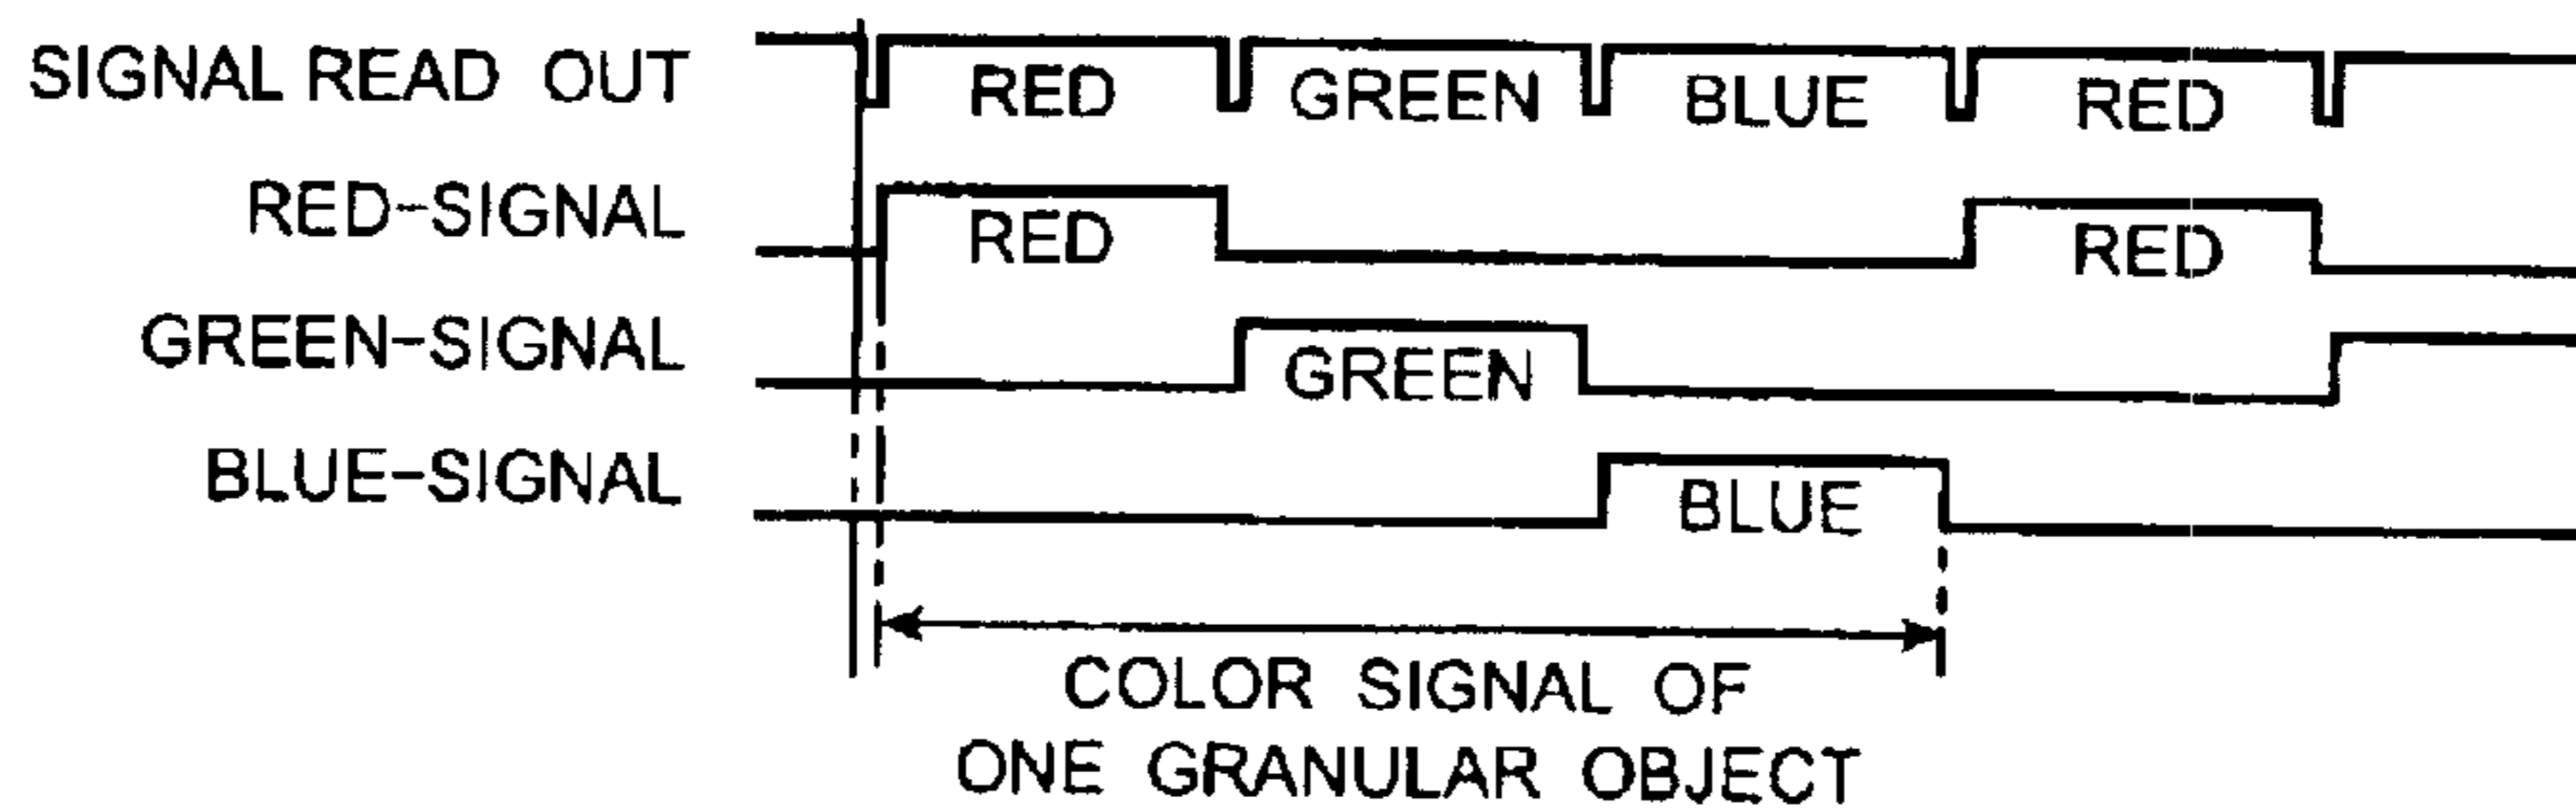 SIGNAL READ OUT RED GREEN BLUE RED
RED-SIGNAL RED RED
GREEN-SIGNAL GREEN
BLUE-SIGNAL BLUE
COLOR SIGNAL OF
ONE GRANULAR OBJECT